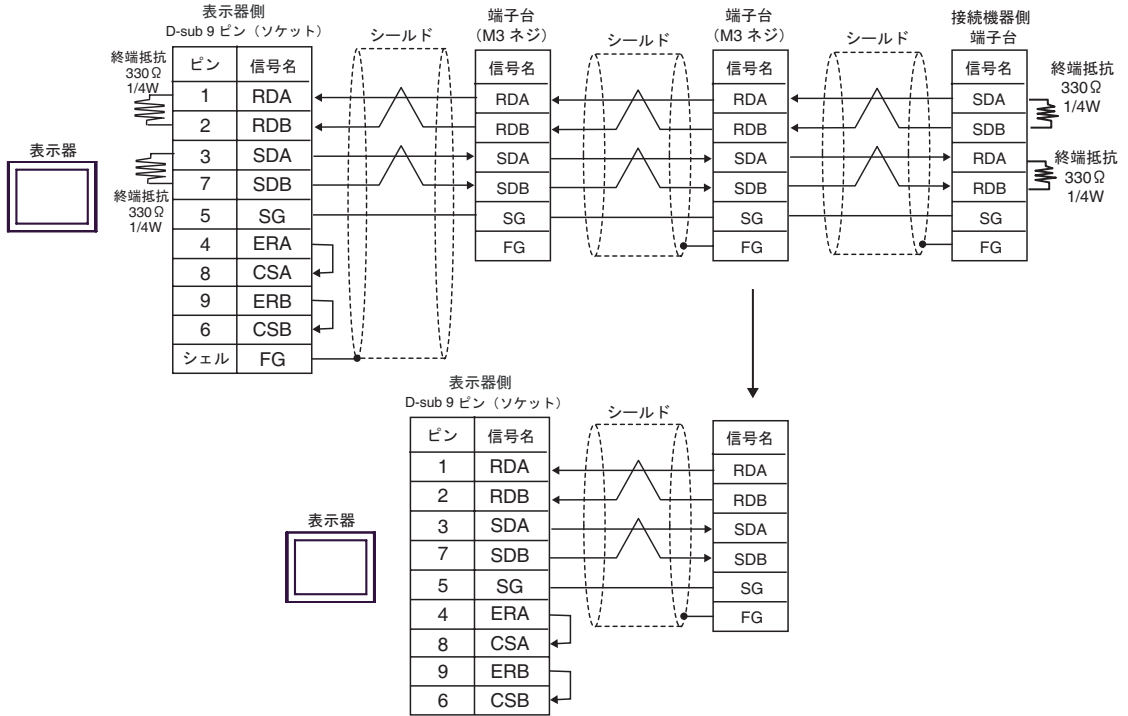 表示器側
D-sub 9 ピン（ソケット）
シールド
端子台
（M3 ネジ）
シールド
端子台
（M3 ネジ）
シールド
接続機器側
端子台
終端抵抗
330Ω
1/4W
終端抵抗
330Ω
1/4W
表示器
ピン 信号名
1 RDA
2 RDB
3 SDA
7 SDB
5 SG
4 ERA
8 CSA
9 ERB
6 CSB
シェル FG
信号名
RDA
RDB
SDA
SDB
SG
FG
信号名
RDA
RDB
SDA
SDB
SG
FG
信号名
SDA
SDB
RDA
RDB
SG
FG
終端抵抗
330Ω
1/4W
終端抵抗
330Ω
1/4W
表示器側
D-sub 9 ピン（ソケット）
シールド
表示器
ピン 信号名
1 RDA
2 RDB
3 SDA
7 SDB
5 SG
4 ERA
8 CSA
9 ERB
6 CSB
信号名
RDA
RDB
SDA
SDB
SG
FG